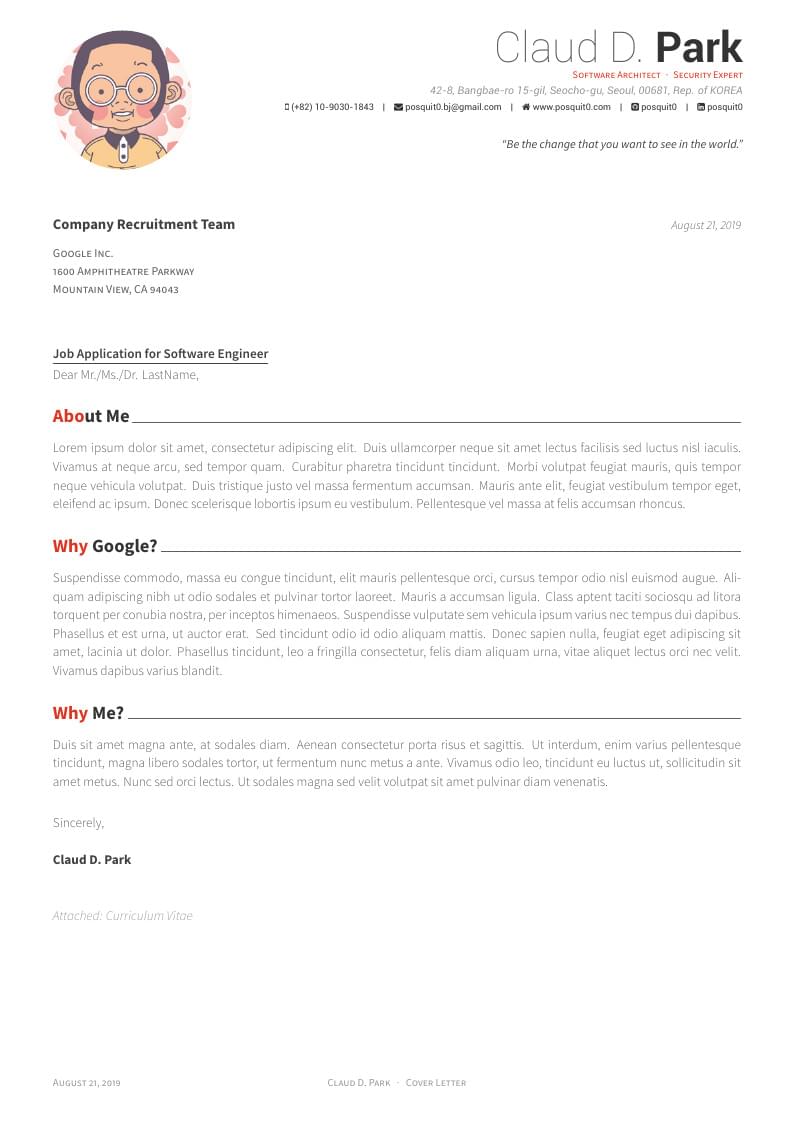 Claud D. Park
Software Architect · Security Expert
42-8, Bangbae-ro 15-gil, Seocho-gu, Seoul, 00681, Rep. of KOREA
(+82) 10-9030-1843 | posquit0.bj@gmail.com | www.posquit0.com | posquit0 | posquit0
“Be the change that you want to see in the world.”
Company Recruitment Team
August 21, 2019
Google Inc.
1600 Amphitheatre Parkway
Mountain View, CA 94043
Job Application for Software Engineer
Dear Mr./Ms./Dr. LastName,
About Me
Lorem ipsum dolor sit amet, consectetur adipiscing elit. Duis ullamcorper neque sit amet lectus facilisis sed luctus nisl iaculis.
Vivamus at neque arcu, sed tempor quam. Curabitur pharetra tincidunt tincidunt. Morbi volutpat feugiat mauris, quis tempor
neque vehicula volutpat. Duis tristique justo vel massa fermentum accumsan. Mauris ante elit, feugiat vestibulum tempor eget,
eleifend ac ipsum. Donec scelerisque lobortis ipsum eu vestibulum. Pellentesque vel massa at felis accumsan rhoncus.
Why Google?
Suspendisse commodo, massa eu congue tincidunt, elit mauris pellentesque orci, cursus tempor odio nisl euismod augue. Ali-
quam adipiscing nibh ut odio sodales et pulvinar tortor laoreet. Mauris a accumsan ligula. Class aptent taciti sociosqu ad litora
torquent per conubia nostra, per inceptos himenaeos. Suspendisse vulputate sem vehicula ipsum varius nec tempus dui dapibus.
Phasellus et est urna, ut auctor erat. Sed tincidunt odio id odio aliquam mattis. Donec sapien nulla, feugiat eget adipiscing sit
amet, lacinia ut dolor. Phasellus tincidunt, leo a fringilla consectetur, felis diam aliquam urna, vitae aliquet lectus orci nec velit.
Vivamus dapibus varius blandit.
Why Me?
Duis sit amet magna ante, at sodales diam. Aenean consectetur porta risus et sagittis. Ut interdum, enim varius pellentesque
tincidunt, magna libero sodales tortor, ut fermentum nunc metus a ante. Vivamus odio leo, tincidunt eu luctus ut, sollicitudin sit
amet metus. Nunc sed orci lectus. Ut sodales magna sed velit volutpat sit amet pulvinar diam venenatis.
Sincerely,
Claud D. Park
Attached: Curriculum Vitae
August 21, 2019
Claud D. Park · Cover Letter